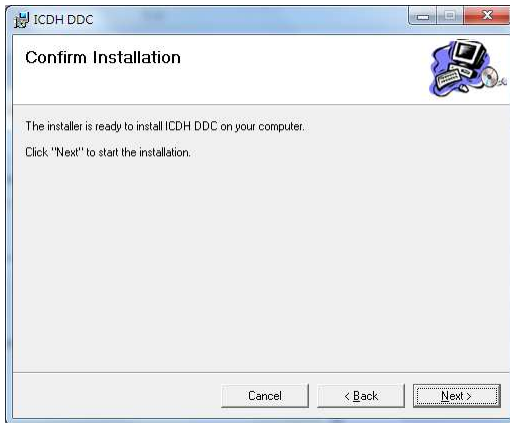 ICDH DDC
Confirm Installation
The installer is ready to install ICDH DDC on your computer.
Click "Next" to start the installation.
Cancel
< Back
Next >